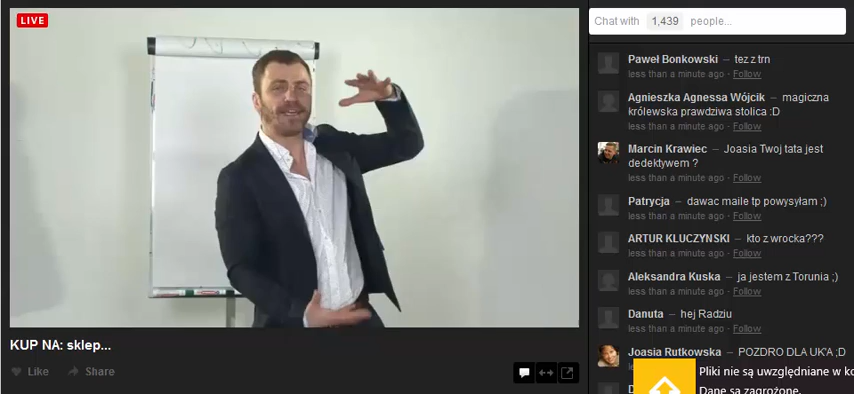 LIVE
KUP NA: sklep...
Like
Share
Chat with 1,439 people...
Paweł Bonkowski – tez z trn
less than a minute ago · Follow
Agnieszka Agnessa Wójcik – magiczna
królewska prawdziwa stolica :D
less than a minute ago · Follow
Marcin Krawiec – Joasia Twoj tata jest
dedektywem ?
less than a minute ago · Follow
Patrycja – dawac maile tp powysyłam ;)
less than a minute ago · Follow
ARTUR KLUCZYNSKI – kto z wrocka???
less than a minute ago · Follow
Aleksandra Kuska – ja jestem z Torunia ;)
less than a minute ago · Follow
Danuta – hej Radziu
less than a minute ago · Follow
Joasia Rutkowska – POZDRO DLA UK'A ;D
Pliki nie są uwzględniane w
Dane są zagrożone.